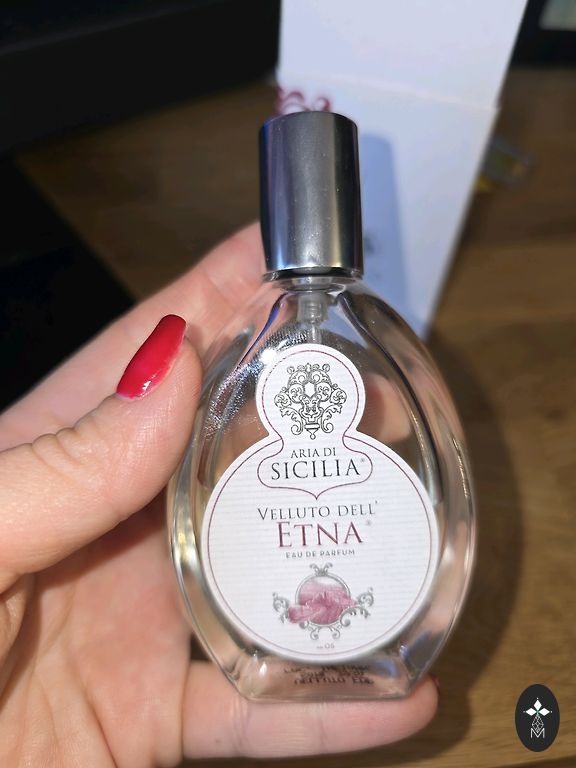 ARIA DI
SICILIA®
VELLUTO DELL'
ETNA®
EAU DE PARFUM
M